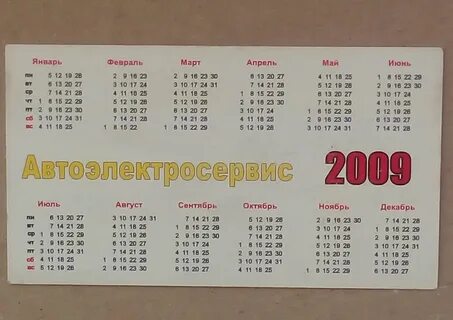 Январь Февраль Март Апрель Май Июнь
пн 5 12 19 26 2 9 16 23 2 9 16 23 30 6 13 20 27 4 11 18 25 1 8 15 22 29
вт 6 13 20 27 3 10 17 24 3 10 17 24 31 7 14 21 28 5 12 19 26 2 9 16 23 30
ср 7 14 21 28 4 11 18 25 4 11 18 25 1 8 15 22 29 6 13 20 27 3 10 17 24
чт 1 8 15 22 29 5 12 19 26 5 12 19 26 2 9 16 23 30 7 14 21 28 4 11 18 25
пт 2 9 16 23 30 6 13 20 27 6 13 20 27 3 10 17 24 1 8 15 22 29 5 12 19 26
сб 3 10 17 24 31 7 14 21 28 7 14 21 28 4 11 18 25 2 9 16 23 30 6 13 20 27
вс 4 11 18 25 1 8 15 22 1 8 15 22 29 5 12 19 26 3 10 17 24 31 7 14 21 28
Автоэлектросервис 2009
Июль Август Сентябрь Октябрь Ноябрь Декабрь
пн 6 13 20 27 3 10 17 24 31 7 14 21 28 5 12 19 26 2 9 16 23 30 7 14 21 28
вт 7 14 21 28 4 11 18 25 1 8 15 22 29 6 13 20 27 3 10 17 24 1 8 15 22 29
ср 1 8 15 22 29 5 12 19 26 2 9 16 23 30 7 14 21 28 4 11 18 25 2 9 16 23 30
чт 2 9 16 23 30 6 13 20 27 3 10 17 24 1 8 15 22 29 5 12 19 26 3 10 17 24 31
пт 3 10 17 24 31 7 14 21 28 4 11 18 25 2 9 16 23 30 6 13 20 27 4 11 18 25
сб 4 11 18 25 1 8 15 22 29 5 12 19 26 3 10 17 24 31 7 14 21 28 5 12 19 26
вс 5 12 19 26 2 9 16 23 30 6 13 20 27 4 11 18 25 1 8 15 22 29 6 13 20 27